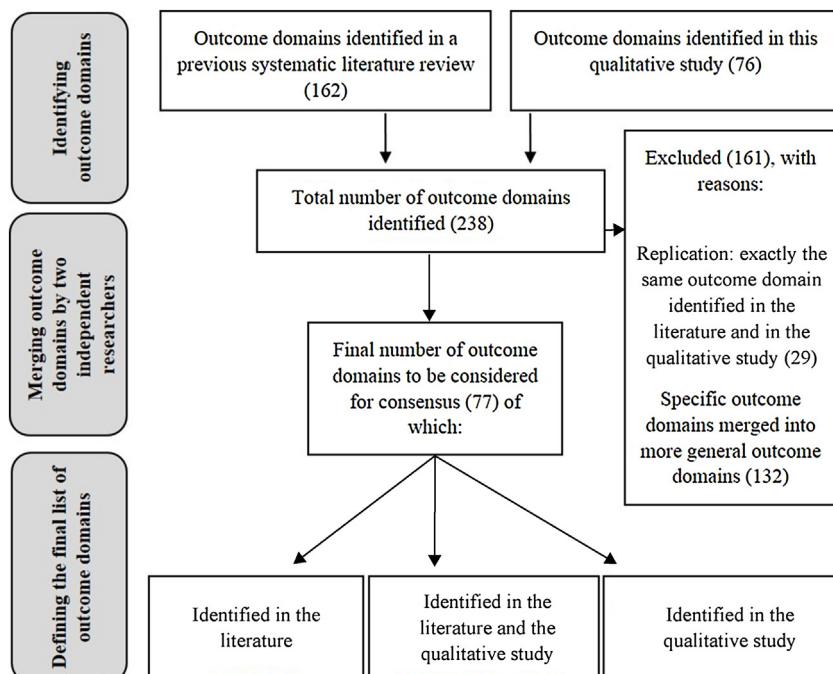 Identifying
outcome domains
Outcome domains identified in a
previous systematic literature review
(162)
Outcome domains identified in this
qualitative study (76)
Total number of outcome domains
identified (238)
Excluded (161), with
reasons:
Replication: exactly the
same outcome domain
identified in the
literature and in the
qualitative study (29)
Specific outcome
domains merged into
more general outcome
domains (132)
Merging outcome
domains by two
independent
researchers
Final number of outcome
domains to be considered
for consensus (77) of
which:
Defining the final list of
outcome domains
Identified in the
literature
Identified in the
literature and the
qualitative study
Identified in the
qualitative study